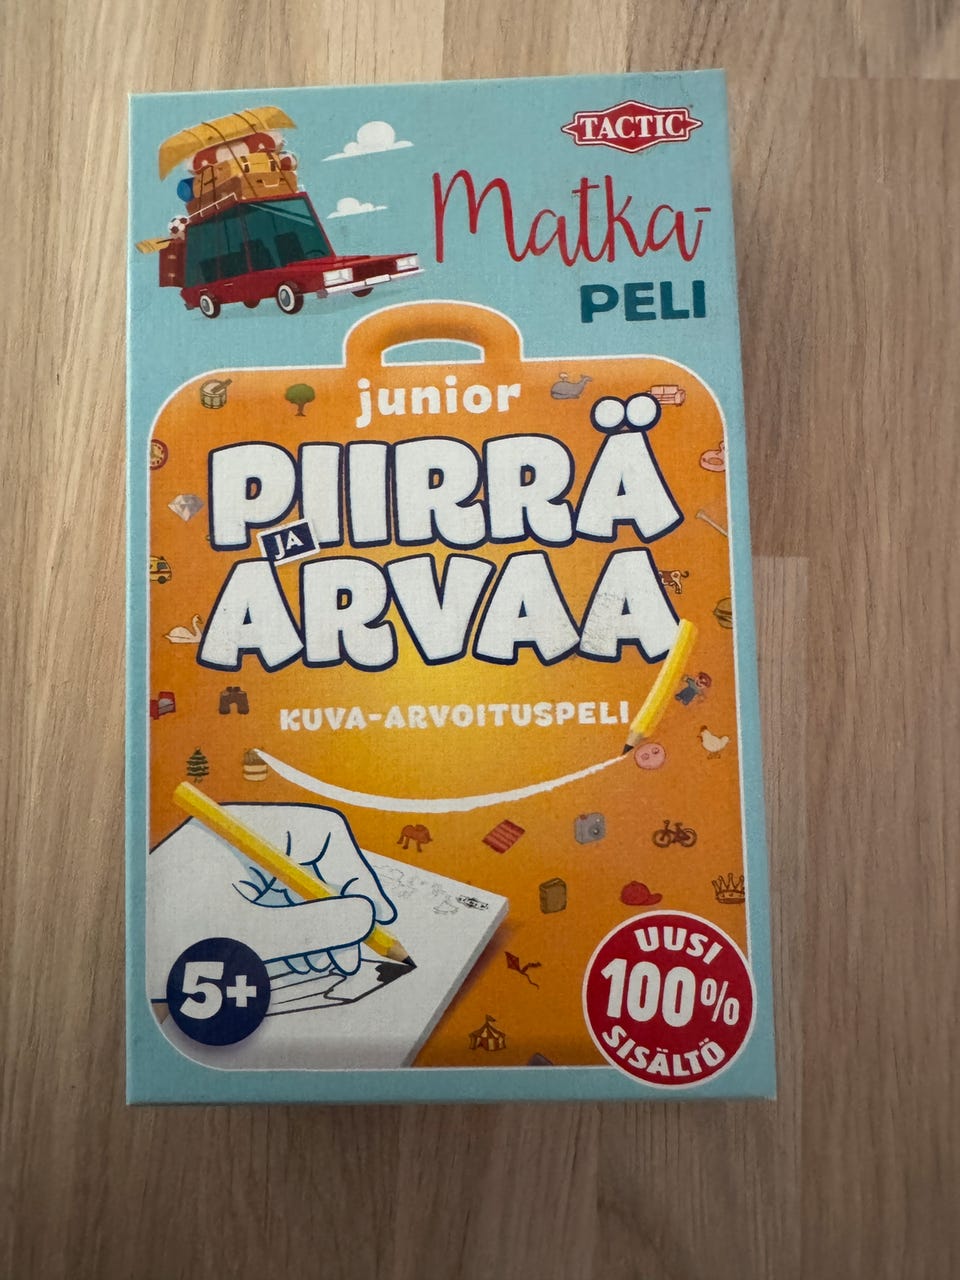 TACTIC
Matka-
PELI
junior
PIIRRÄ
JA
ARVAA
KUVA-ARVOITUSPELI
5+
UUSI
100%
SISÄLTÖ